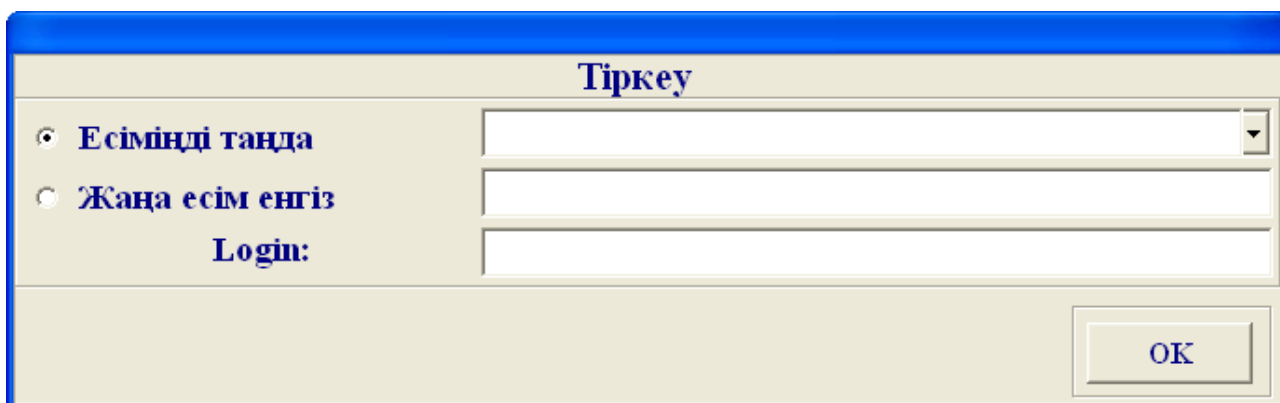 Тіркеу
Есіміңді таңда
Жаңа есім енгіз
Login:
OK